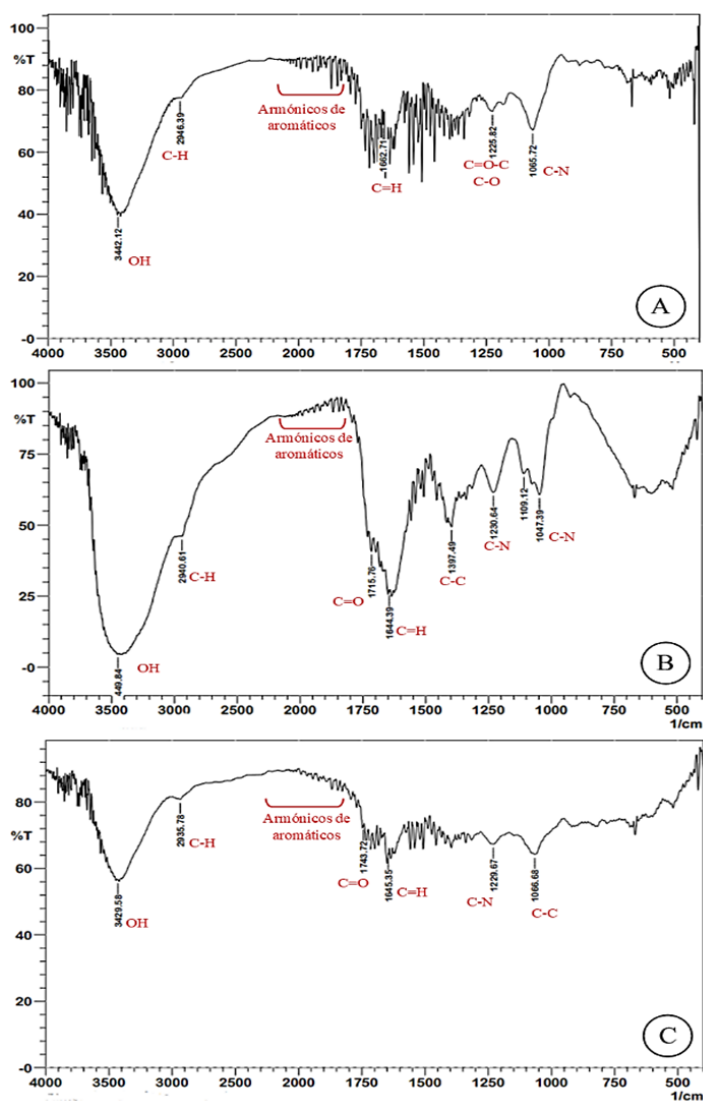 100
%T
80
60
40
20
-0
2946.39
C-H
Armónicos de
aromáticos
1662.71
C=H
1225.82
C=O-C
C-O
1065.72
C-N
3442.12
OH
A
4000
3500
3000
2500
2000
1750
1500
1250
1000
750
500
100
%T
75
50
25
-0
Armónicos de
aromáticos
2940.61
C-H
1715.76
C=O
1644.39
C=H
1397.49
C-C
1230.64
C-N
1109.12
1047.39
C-N
449.84
OH
B
4000
3500
3000
2500
2000
1750
1500
1250
1000
750
500
1/cm
80
%T
60
40
20
-0
2935.78
C-H
Armónicos de
aromáticos
1743.72
C=O
1645.35
C=H
1229.67
C-N
1066.68
C-C
3429.58
OH
C
4000
3500
3000
2500
2000
1750
1500
1250
1000
750
500
1/cm